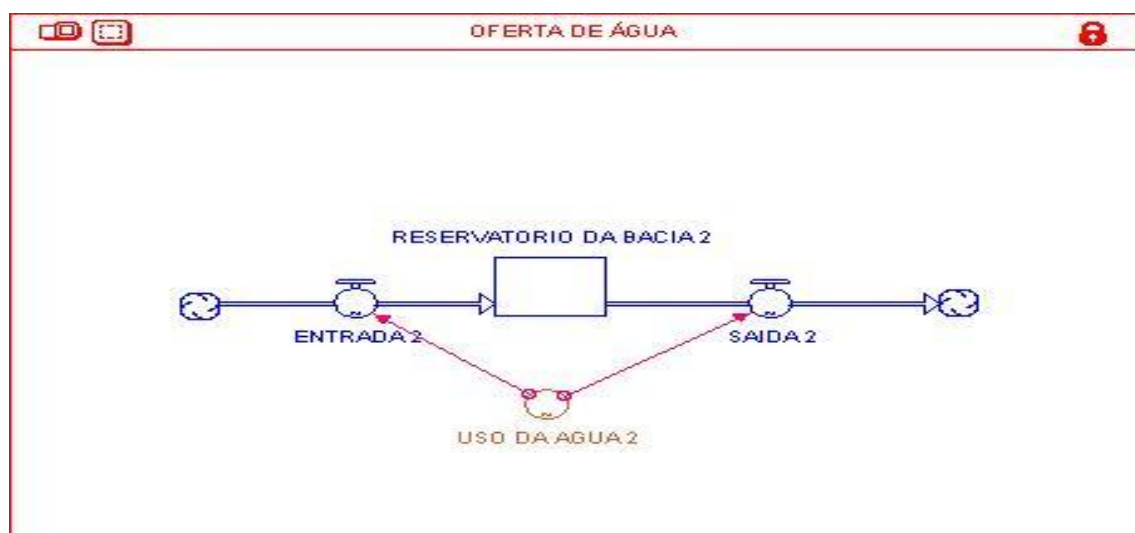 OFERTA DE ÁGUA
RESERVATORIO DA BACIA 2
ENTRADA 2
SAIDA 2
USO DA AGUA 2